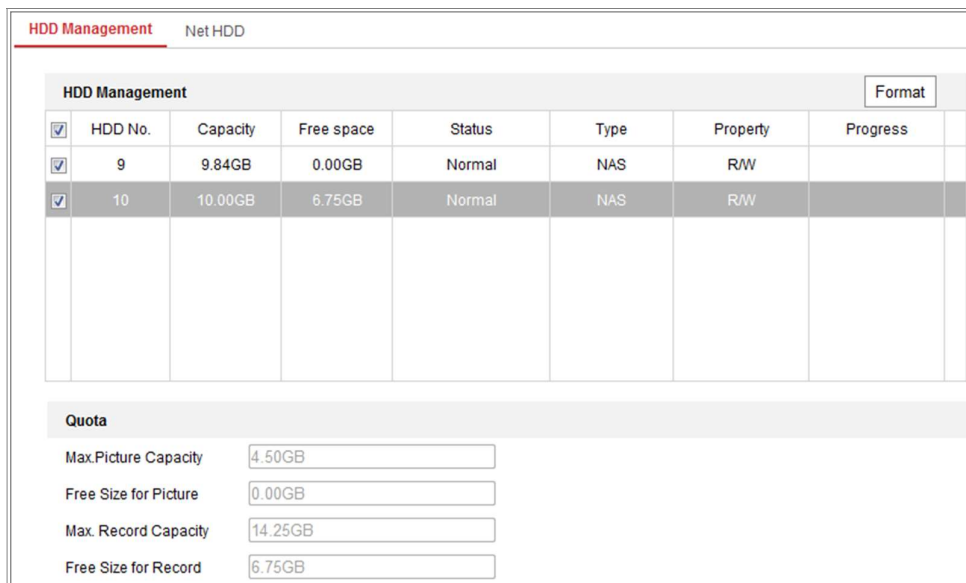 HDD Management Net HDD
HDD Management Format
HDD No. Capacity Free space Status Type Property Progress
9 9.84GB 0.00GB Normal NAS R/W
10 10.00GB 6.75GB Normal NAS R/W
Quota
Max.Picture Capacity 4.50GB
Free Size for Picture 0.00GB
Max. Record Capacity 14.25GB
Free Size for Record 6.75GB